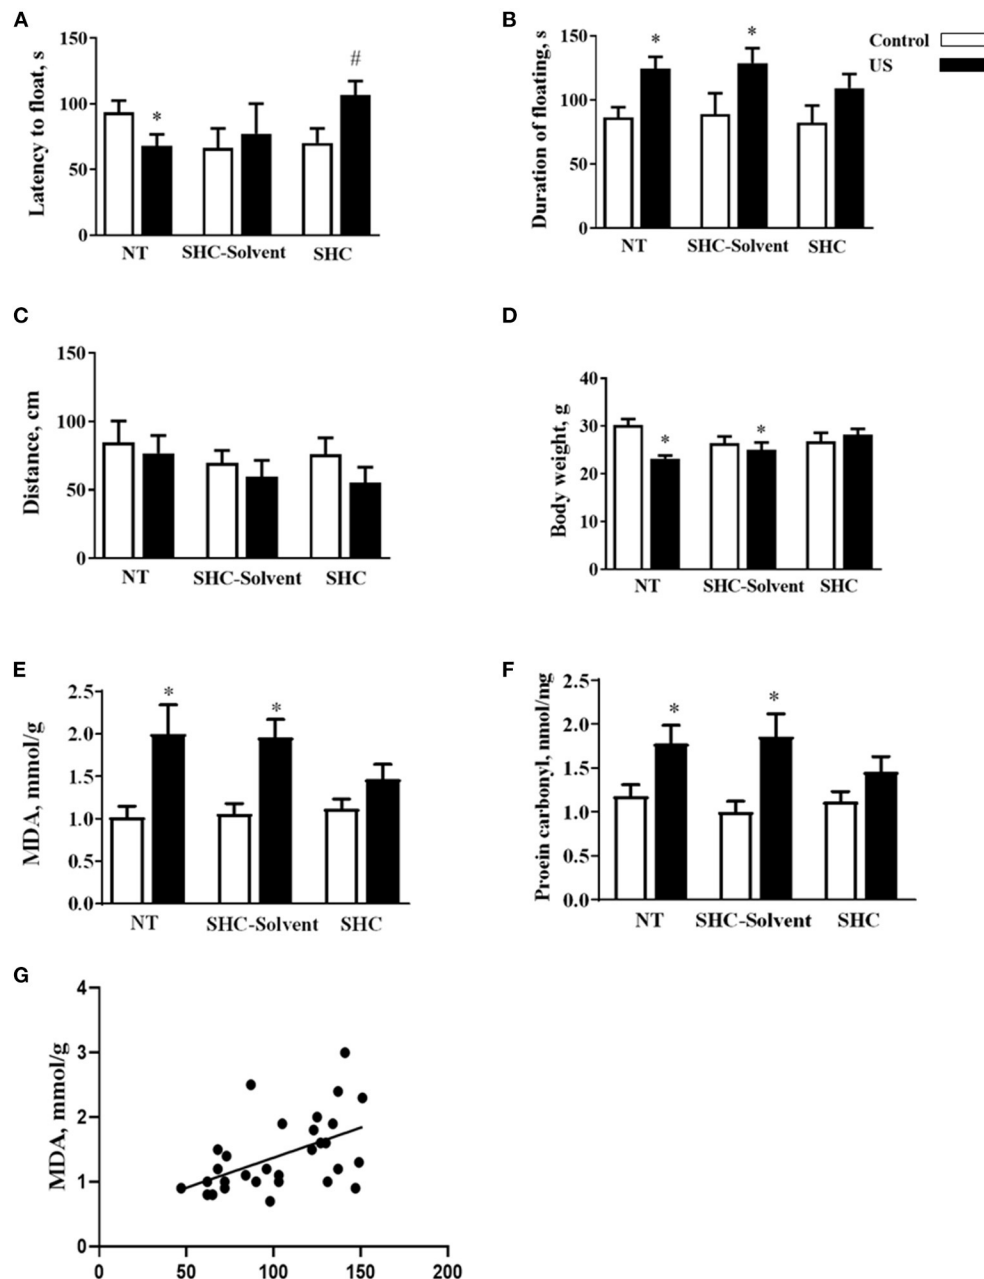 A
Latency to float, s
150
100
50
0
*
#
NT SHC-Solvent SHC
B
Duration of floating, s
150
100
50
0
*
*
NT SHC-Solvent SHC
Control
US
C
Distance, cm
150
100
50
0
NT SHC-Solvent SHC
D
Body weight, g
40
30
20
10
0
*
*
NT SHC-Solvent SHC
E
MDA, mmol/g
2.5
2.0
1.5
1.0
0.5
0.0
*
*
NT SHC-Solvent SHC
F
Proein carbonyl, nmol/mg
2.5
2.0
1.5
1.0
0.5
0.0
*
*
NT SHC-Solvent SHC
G
MDA, mmol/g
4
3
2
1
0
0 50 100 150 200